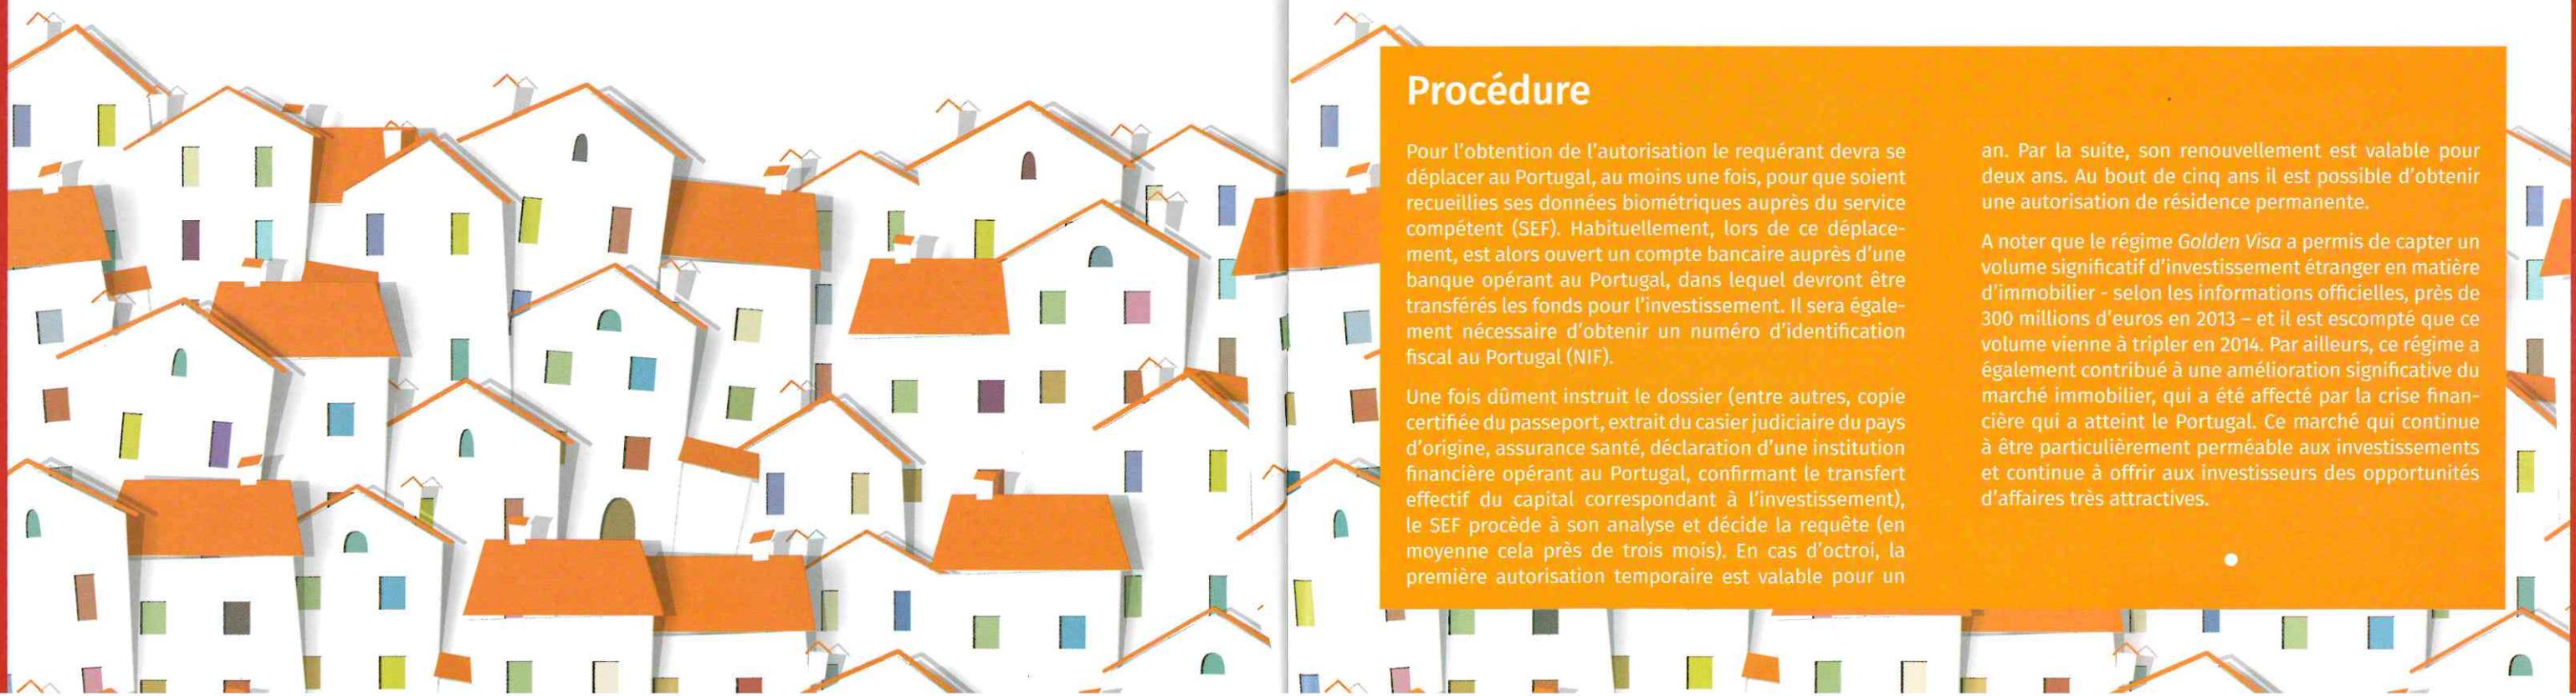 Procédure
Pour l'obtention de l'autorisation le requérant devra se
déplacer au Portugal, au moins une fois, pour que soient
recueillies ses données biométriques auprès du service
compétent (SEF). Habituellement, lors de ce déplace-
ment, est alors ouvert un compte bancaire auprès d'une
banque opérant au Portugal, dans lequel devront être
transférés les fonds pour l'investissement. Il sera égale-
ment nécessaire d'obtenir un numéro d'identification
fiscal au Portugal (NIF).
Une fois dûment instruit le dossier (entre autres, copie
certifiée du passeport, extrait du casier judiciaire du pays
d'origine, assurance santé, déclaration d'une institution
financière opérant au Portugal, confirmant le transfert
effectif du capital correspondant à l'investissement),
le SEF procède à son analyse et décide la requête (en
moyenne cela près de trois mois). En cas d'octroi, la
première autorisation temporaire est valable pour un
an. Par la suite, son renouvellement est valable pour
deux ans. Au bout de cinq ans il est possible d'obtenir
une autorisation de résidence permanente.
A noter que le régime Golden Visa a permis de capter un
volume significatif d'investissement étranger en matière
d'immobilier - selon les informations officielles, près de
300 millions d'euros en 2013 – et il est escompté que ce
volume vienne à tripler en 2014. Par ailleurs, ce régime a
également contribué à une amélioration significative du
marché immobilier, qui a été affecté par la crise finan-
cière qui a atteint le Portugal. Ce marché qui continue
à être particulièrement perméable aux investissements
et continue à offrir aux investisseurs des opportunités
d'affaires très attractives.